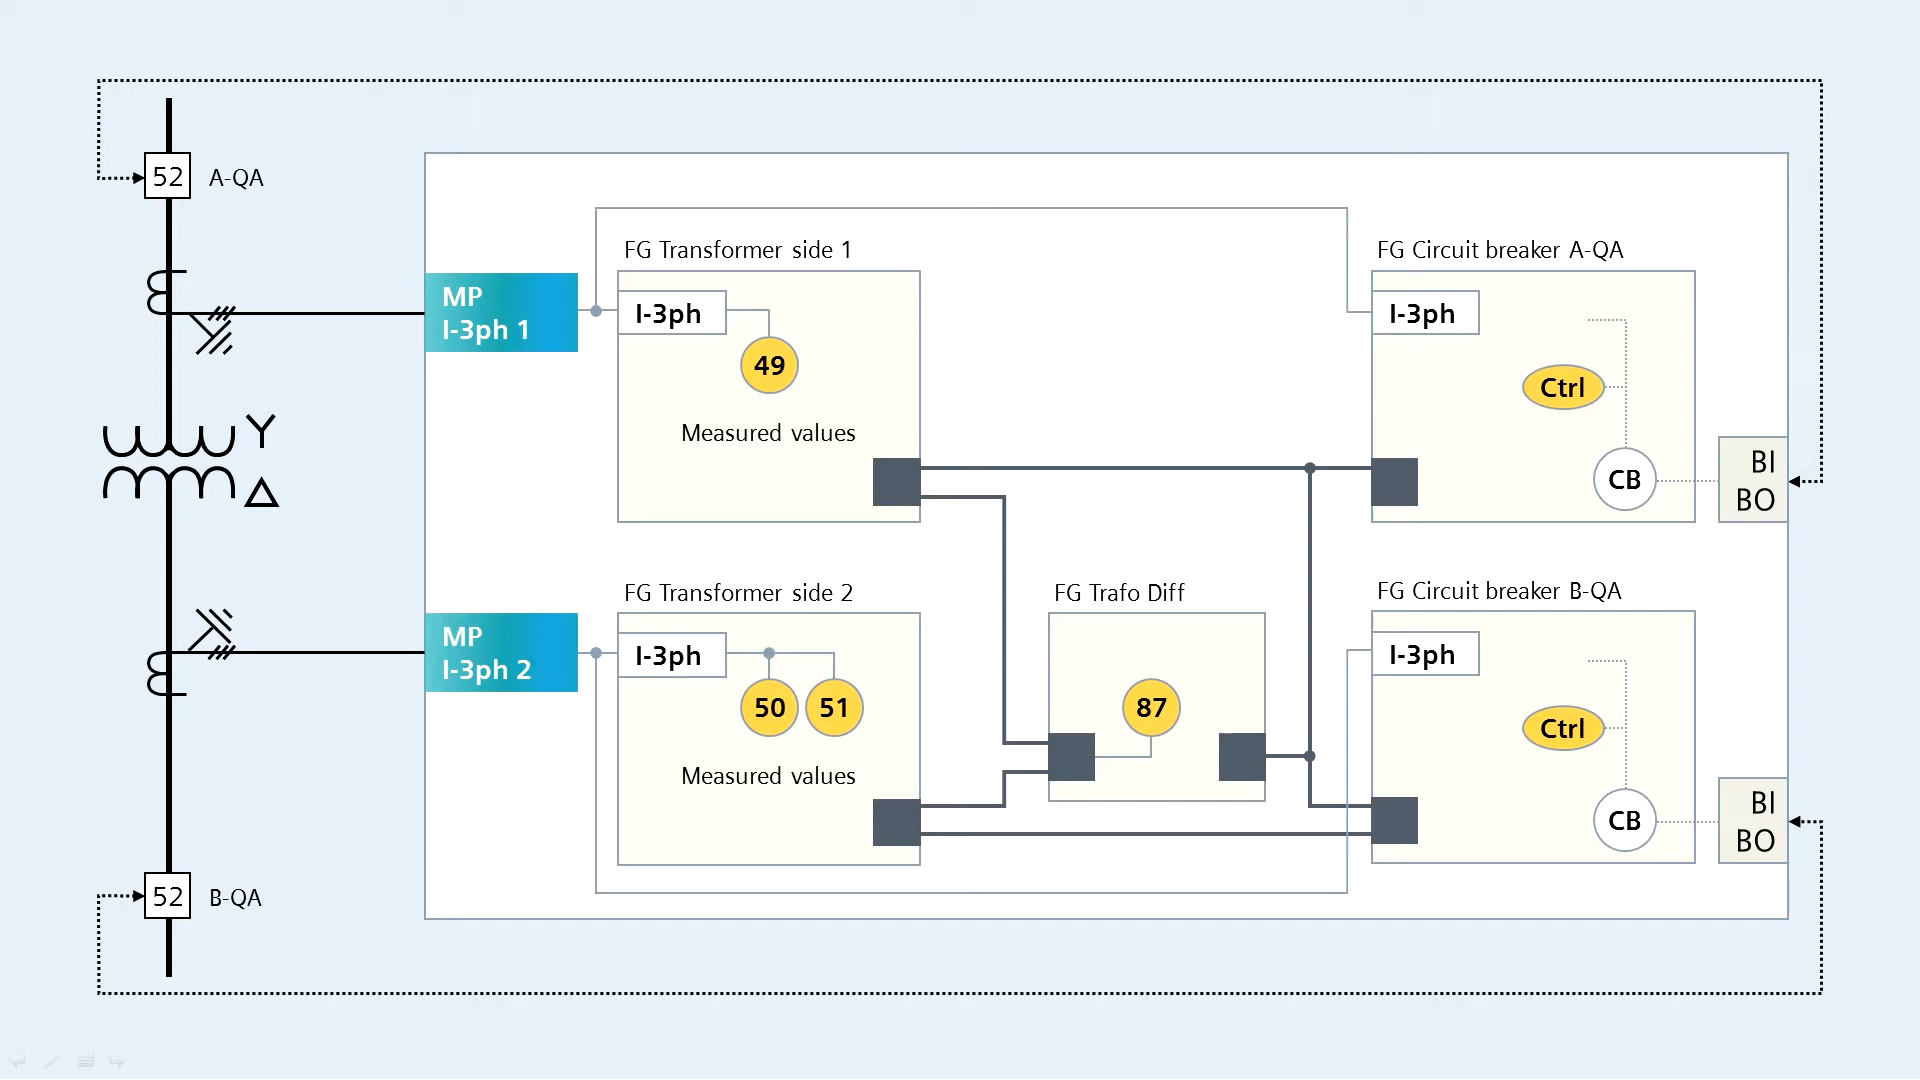 52
A-QA
MP
I-3ph 1
FG Transformer side 1
I-3ph
49
Measured values
FG Circuit breaker A-QA
I-3ph
Ctrl
CB
BI
BO
Y
Δ
MP
I-3ph 2
FG Transformer side 2
I-3ph
50
51
Measured values
FG Trafo Diff
87
FG Circuit breaker B-QA
I-3ph
Ctrl
CB
BI
BO
52
B-QA